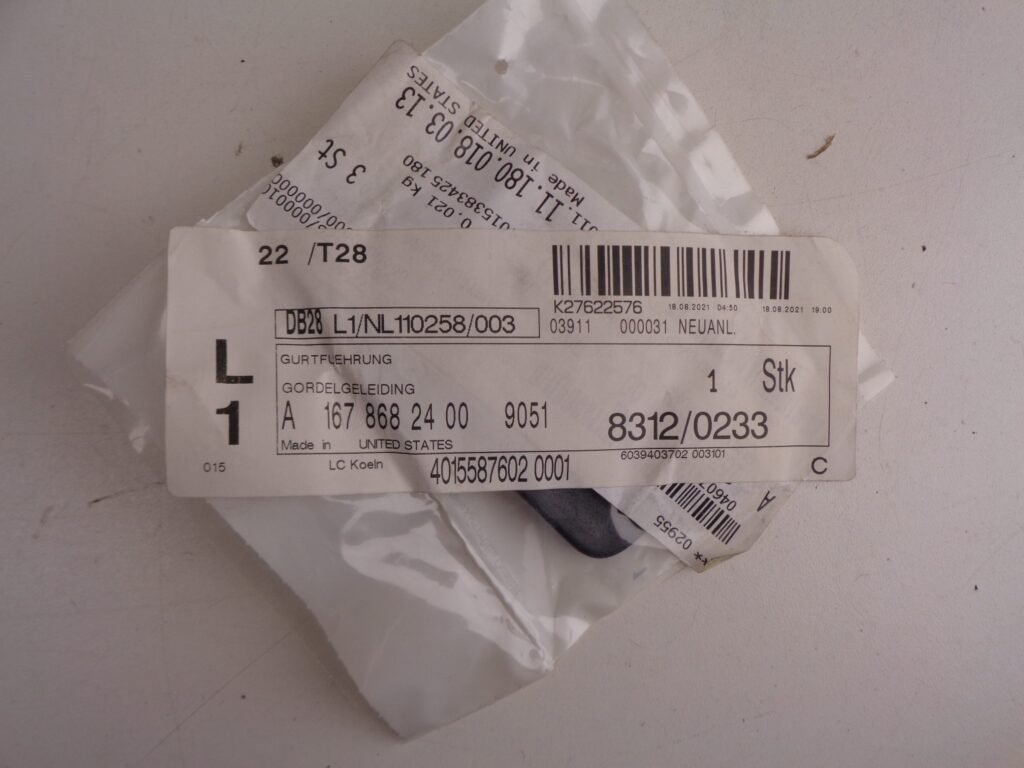 STATES
.11.180.018.03.13
Made in UNITED
3 St
0.021 kg
015383425 180
22 /T28
K27622576 18.08.2021 04:50 18.08.2021 19:00
DB28 L1/NL110258/003
03911 000031 NEUANL.
L
1
GURTFUEHRUNG
GORDELGELEIDING
1 Stk
A 167 868 24 00 9051
8312/0233
Made in UNITED STATES
6039403702 003101
015
LC Koeln
4015587602 0001
C
A
02955